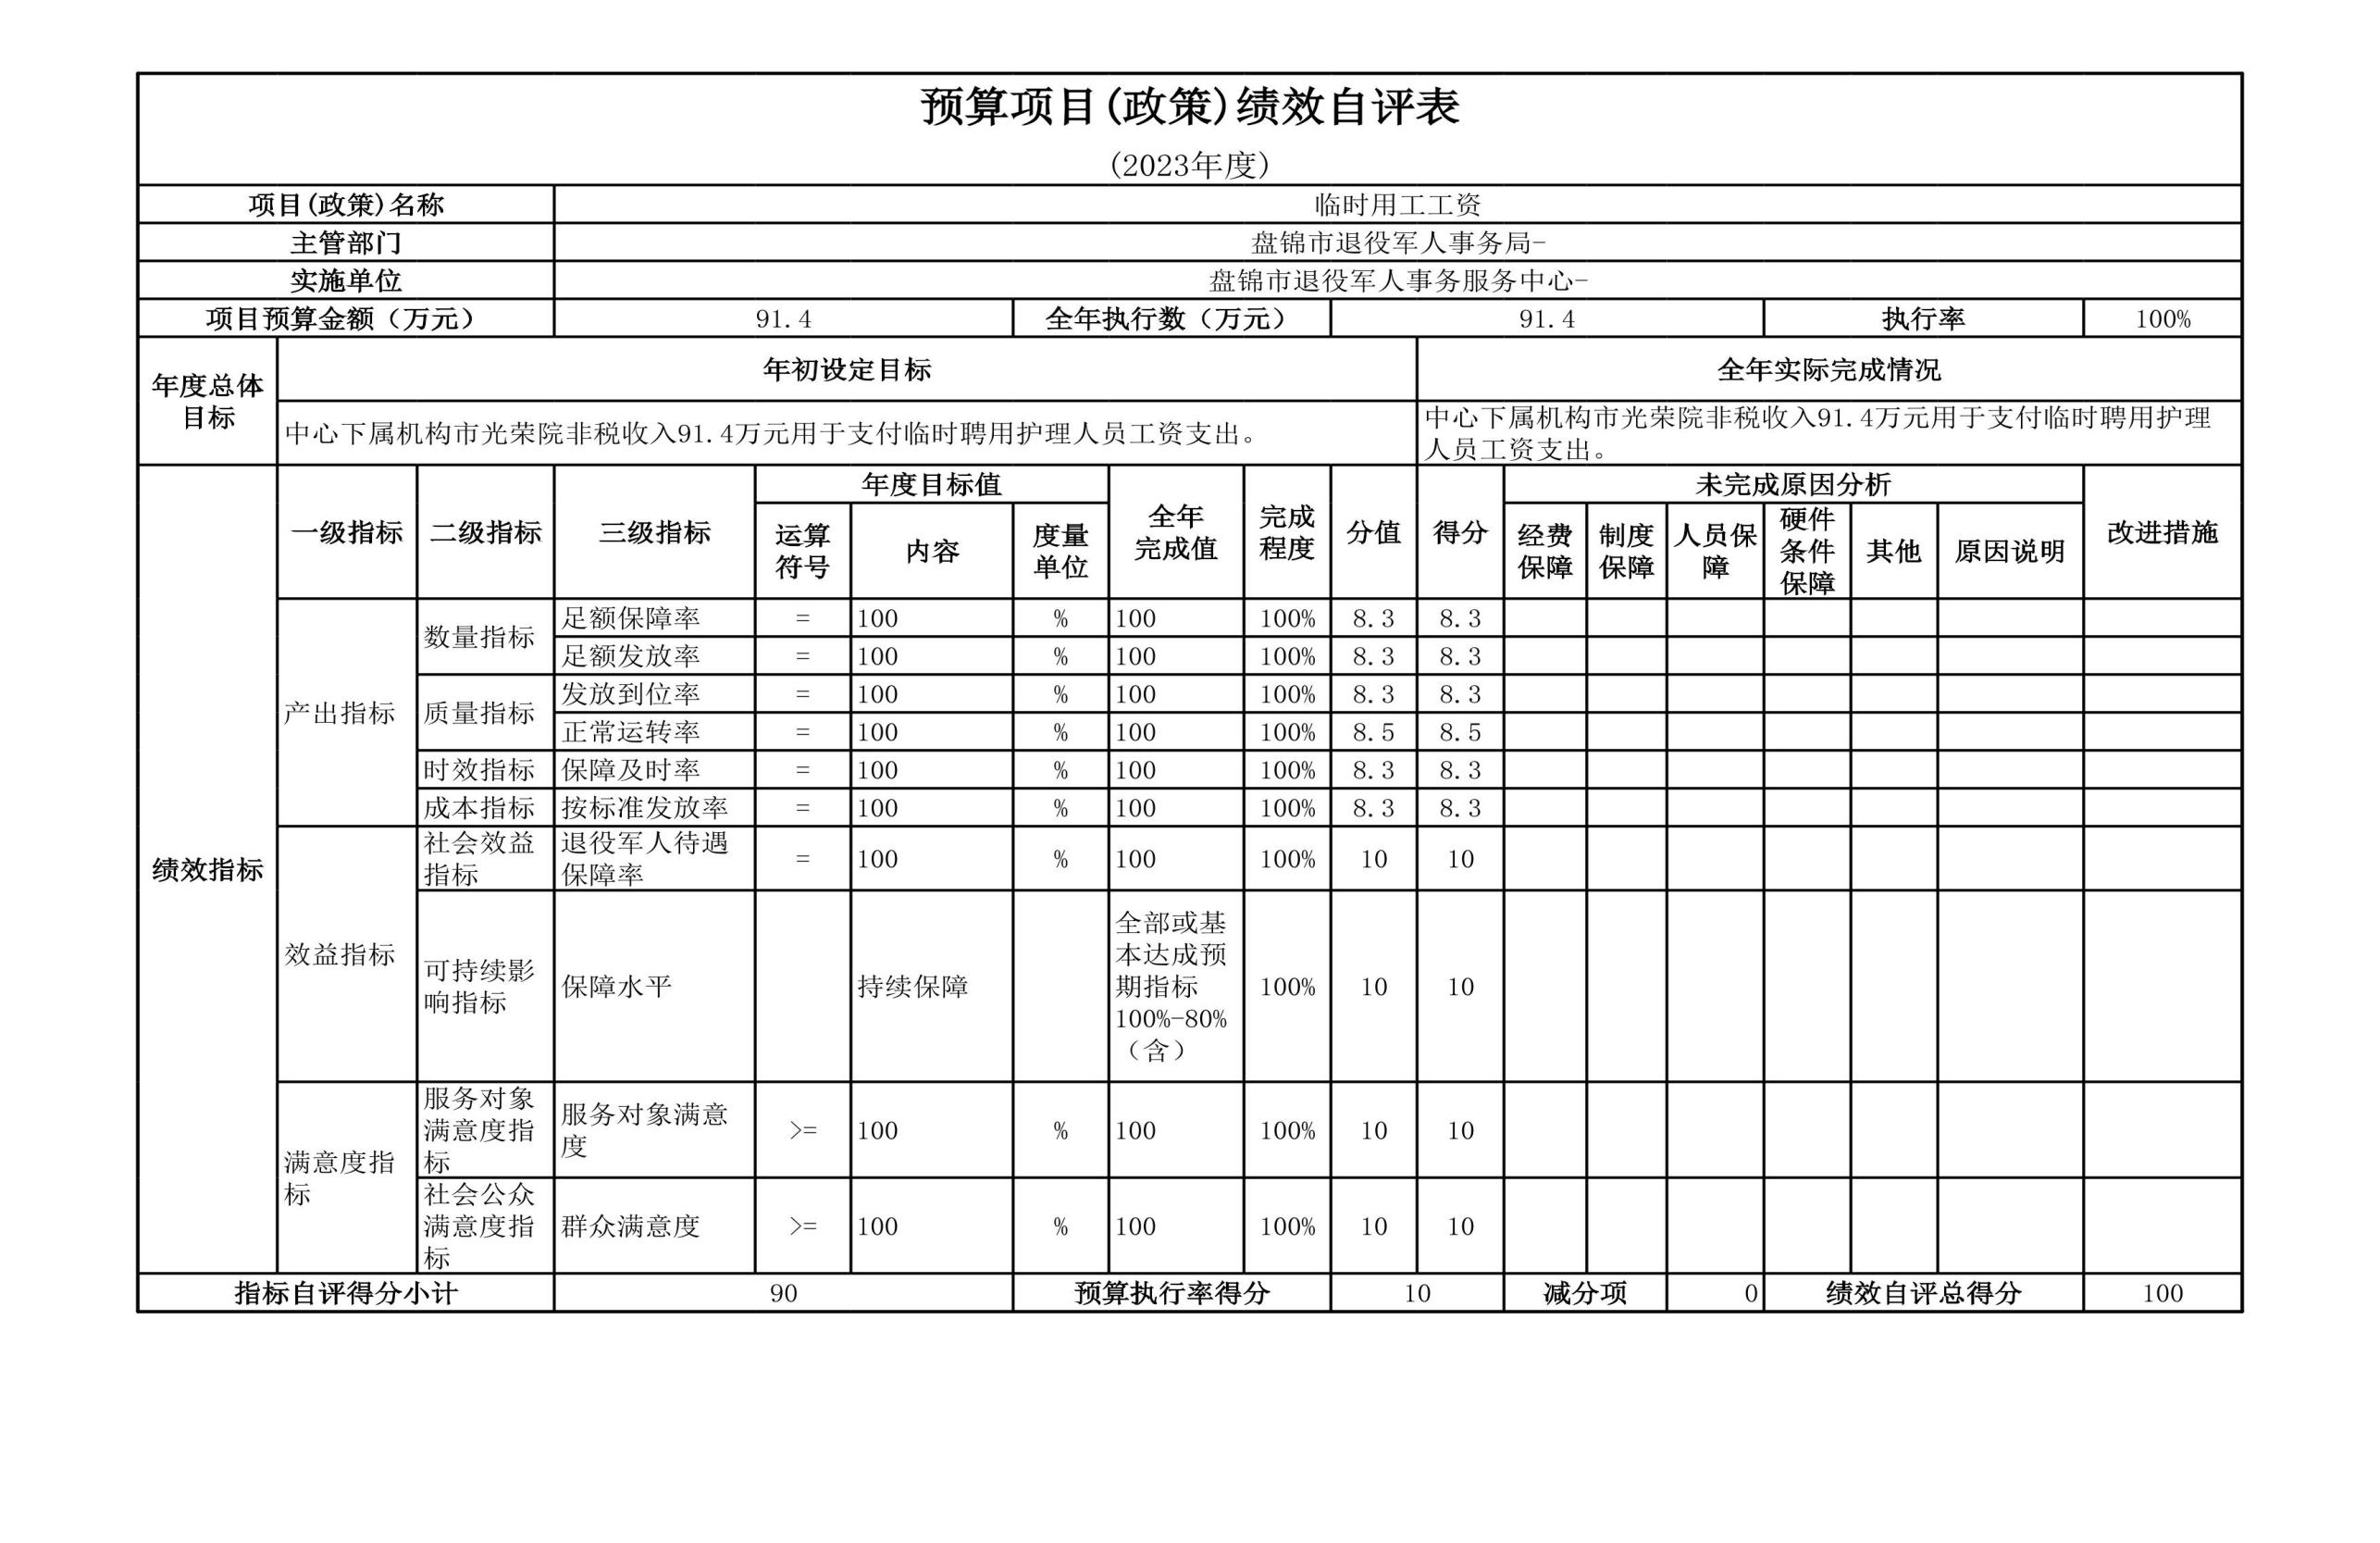 预算项目(政策)绩效自评表
(2023年度)
项目(政策)名称 临时用工工资
主管部门 盘锦市退役军人事务局-
实施单位 盘锦市退役军人事务服务中心-
项目预算金额（万元） 91.4 全年执行数（万元） 91.4 执行率 100%
年度总体
目标
年初设定目标 全年实际完成情况
中心下属机构市光荣院非税收入91.4万元用于支付临时聘用护理人员工资支出。
中心下属机构市光荣院非税收入91.4万元用于支付临时聘用护理
人员工资支出。
绩效指标
一级指标 二级指标 三级指标
年度目标值
运算
符号
内容
度量
单位
全年
完成值
完成
程度
分值 得分
未完成原因分析
经费
保障
制度
保障
人员保
障
硬件
条件
保障
其他 原因说明
改进措施
产出指标
数量指标
足额保障率 = 100 % 100 100% 8.3 8.3
足额发放率 = 100 % 100 100% 8.3 8.3
质量指标
发放到位率 = 100 % 100 100% 8.3 8.3
正常运转率 = 100 % 100 100% 8.5 8.5
时效指标 保障及时率 = 100 % 100 100% 8.3 8.3
成本指标 按标准发放率 = 100 % 100 100% 8.3 8.3
效益指标
社会效益
指标
退役军人待遇
保障率
= 100 % 100 100% 10 10
可持续影
响指标
保障水平 持续保障
全部或基
本达成预
期指标
100%-80%
（含）
100% 10 10
满意度指
标
服务对象
满意度指
标
服务对象满意
度
>= 100 % 100 100% 10 10
社会公众
满意度指
标
群众满意度 >= 100 % 100 100% 10 10
指标自评得分小计 90 预算执行率得分 10 减分项 0 绩效自评总得分 100